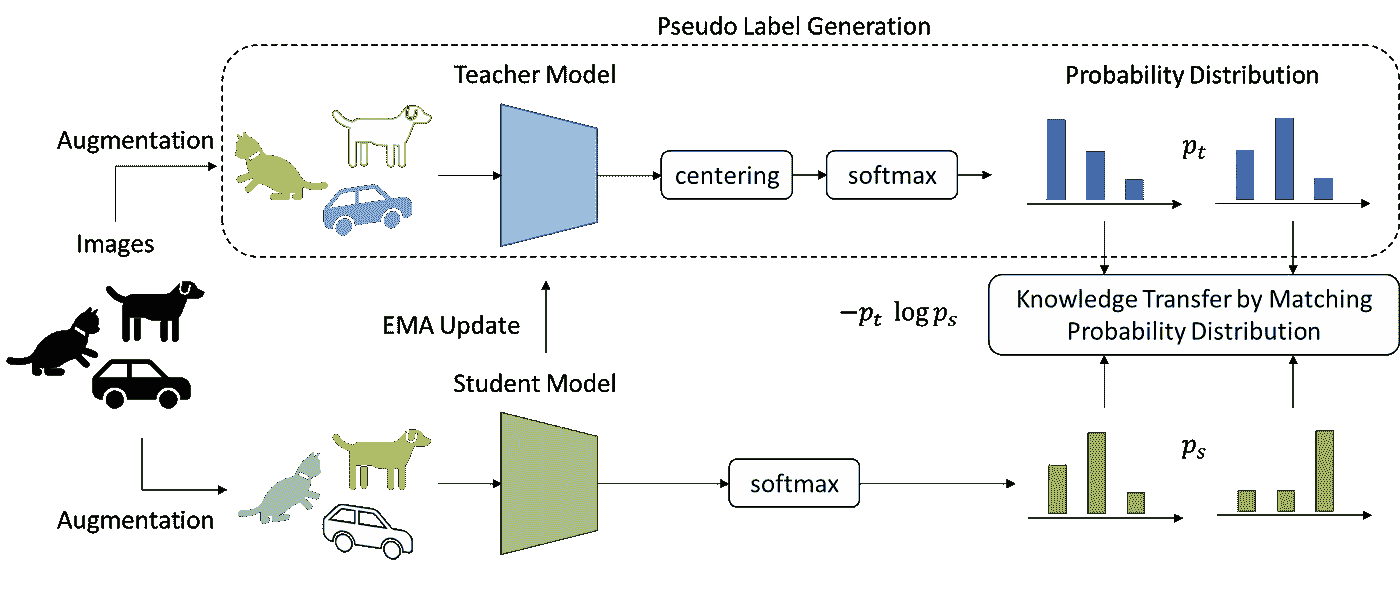 Pseudo Label Generation
Teacher Model
Probability Distribution
Augmentation
centering
softmax
p_t
Images
EMA Update
−p_t log p_s
Knowledge Transfer by Matching
Probability Distribution
Student Model
Augmentation
softmax
p_s